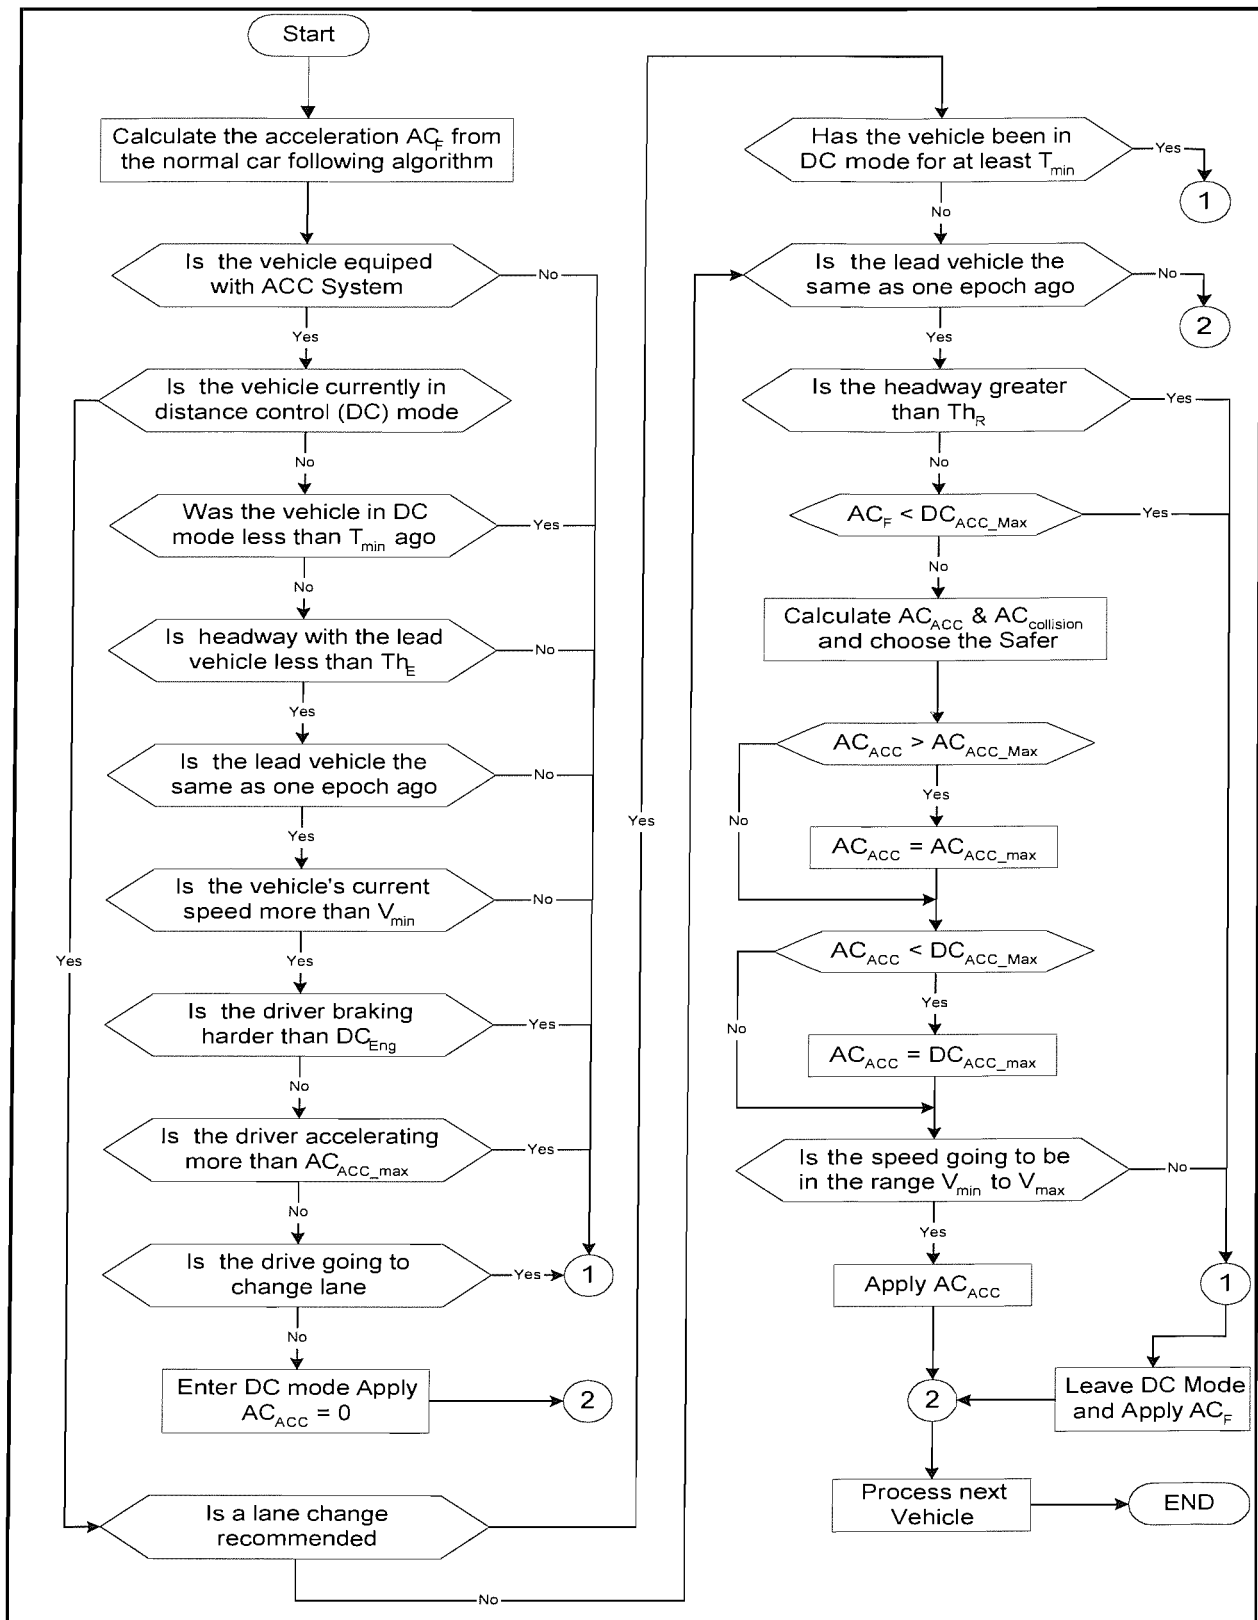 Start
Calculate the acceleration AC_F from
the normal car following algorithm
Is the vehicle equiped
with ACC System
No
Yes
Is the vehicle currently in
distance control (DC) mode
No
Was the vehicle in DC
mode less than T_min ago
Yes
No
Is headway with the lead
vehicle less than Th_E
No
Yes
Is the lead vehicle the
same as one epoch ago
No
Yes
Is the vehicle's current
speed more than V_min
No
Yes
Yes
Is the driver braking
harder than DC_Eng
Yes
No
Is the driver accelerating
more than AC_ACC_max
Yes
No
Is the drive going to
change lane
Yes
1
No
Enter DC mode Apply
AC_ACC = 0
2
Is a lane change
recommended
No
Yes
Has the vehicle been in
DC mode for at least T_min
Yes
1
No
Is the lead vehicle the
same as one epoch ago
No
2
Yes
Is the headway greater
than Th_R
Yes
No
AC_F < DC_ACC_Max
Yes
No
Calculate AC_ACC & AC_collision
and choose the Safer
AC_ACC > AC_ACC_Max
Yes
No
AC_ACC = AC_ACC_max
AC_ACC < DC_ACC_Max
Yes
No
AC_ACC = DC_ACC_max
Is the speed going to be
in the range V_min to V_max
No
Yes
Apply AC_ACC
1
Leave DC Mode
and Apply AC_F
2
Process next
Vehicle
END